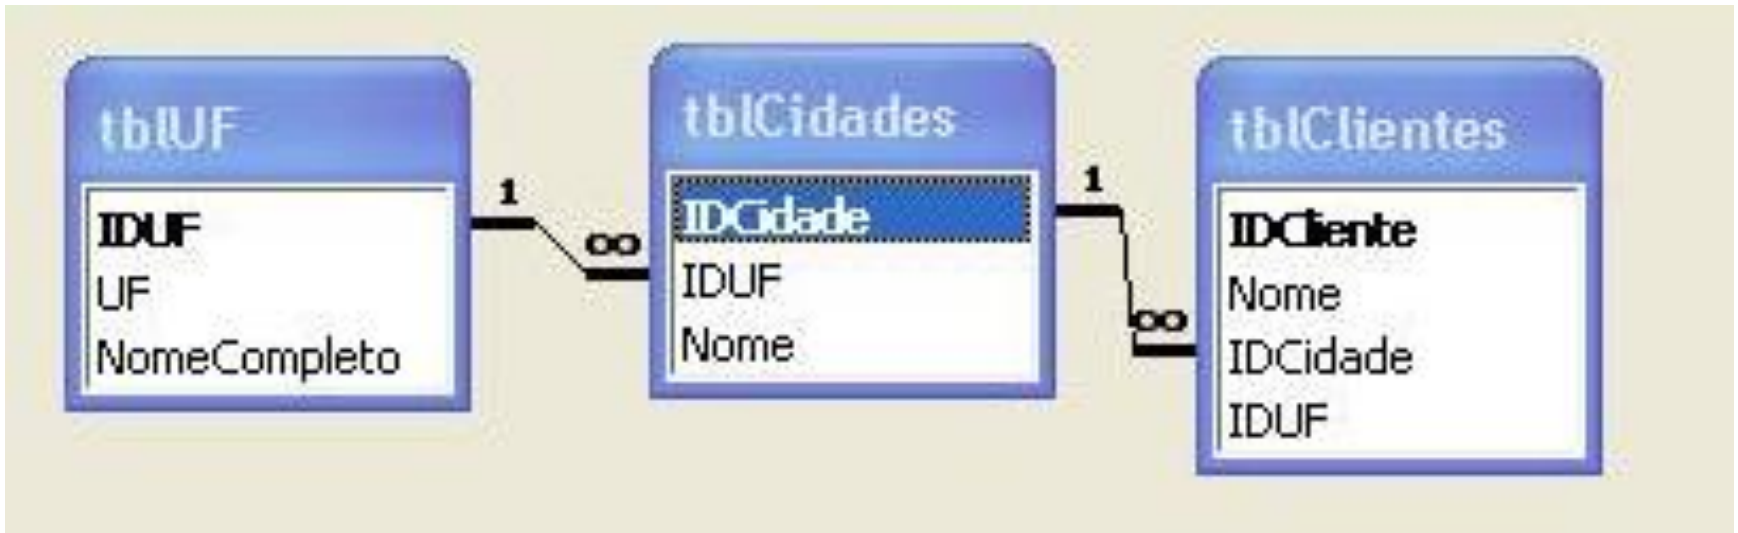 tblUF
IDUF
UF
NomeCompleto
1
∞
tblCidades
IDCidade
IDUF
Nome
1
∞
tblClientes
IDCliente
Nome
IDCidade
IDUF